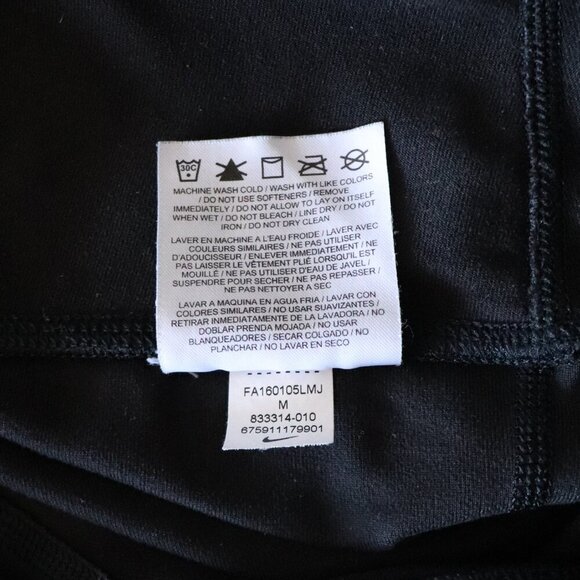 30C
MACHINE WASH COLD / WASH WITH LIKE COLORS
/ DO NOT USE SOFTENERS / REMOVE
IMMEDIATELY / DO NOT ALLOW TO LAY ON ITSELF
WHEN WET / DO NOT BLEACH / LINE DRY / DO NOT
IRON / DO NOT DRY CLEAN
LAVER EN MACHINE A L'EAU FROIDE / LAVER AVEC
COULEURS SIMILAIRES / NE PAS UTILISER
D'ADOUCISSEUR / ENLEVER IMMEDIATEMENT / NE
PAS LAISSER LE VÊTEMENT PLIÉ LORSQU'IL EST
MOUILLÉ / NE PAS UTILISER D'EAU DE JAVEL /
SUSPENDRE POUR SECHER / NE PAS REPASSER /
NE PAS NETTOYER A SEC
LAVAR A MAQUINA EN AGUA FRIA / LAVAR CON
COLORES SIMILARES / NO USAR SUAVIZANTES /
RETIRAR INMEDIATAMENTE DE LA LAVADORA / NO
DOBLAR PRENDA MOJADA / NO USAR
BLANQUEADORES / SECAR COLGADO / NO
PLANCHAR / NO LAVAR EN SECO
FA160105LMJ
M
833314-010
675911179901